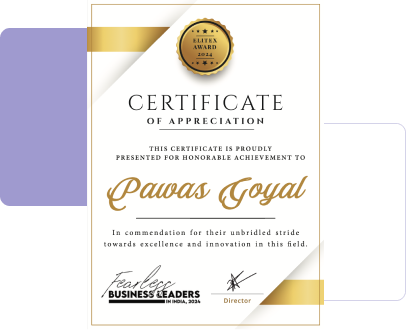 ELITEX
AWARD
2024
CERTIFICATE
OF APPRECIATION
THIS CERTIFICATE IS PROUDLY
PRESENTED FOR HONORABLE ACHIEVEMENT TO
Pawas Goyal
In commendation for their unbridled stride
towards excellence and innovation in this field.
Fearless
BUSINESS LEADERS
IN INDIA, 2024
Director